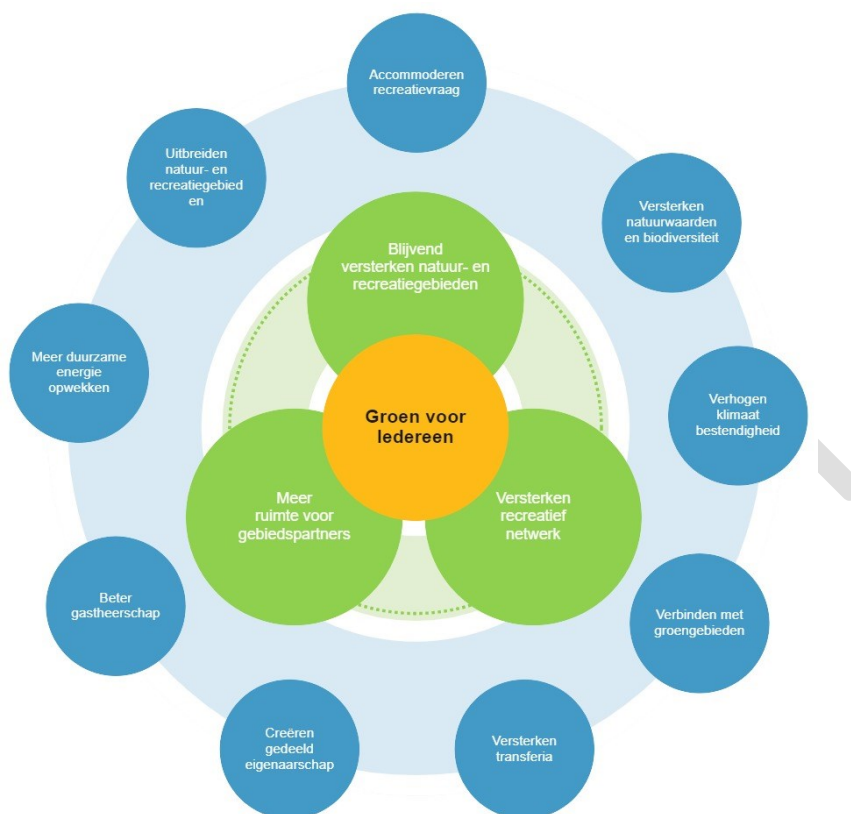 Accommoderen
recreatievraag
Uitbreiden
natuur- en
recreatiegebied
en
Versterken
natuurwaarden
en biodiversiteit
Blijvend
versterken natuur- en
recreatiegebieden
Meer duurzame
energie
opwekken
Verhogen
klimaat
bestendigheid
Groen voor
Iedereen
Meer
ruimte voor
gebiedspartners
Versterken
recreatief
netwerk
Beter
gastheerschap
Verbinden met
groengebieden
Creëren
gedeeld
eigenaarschap
Versterken
transferia